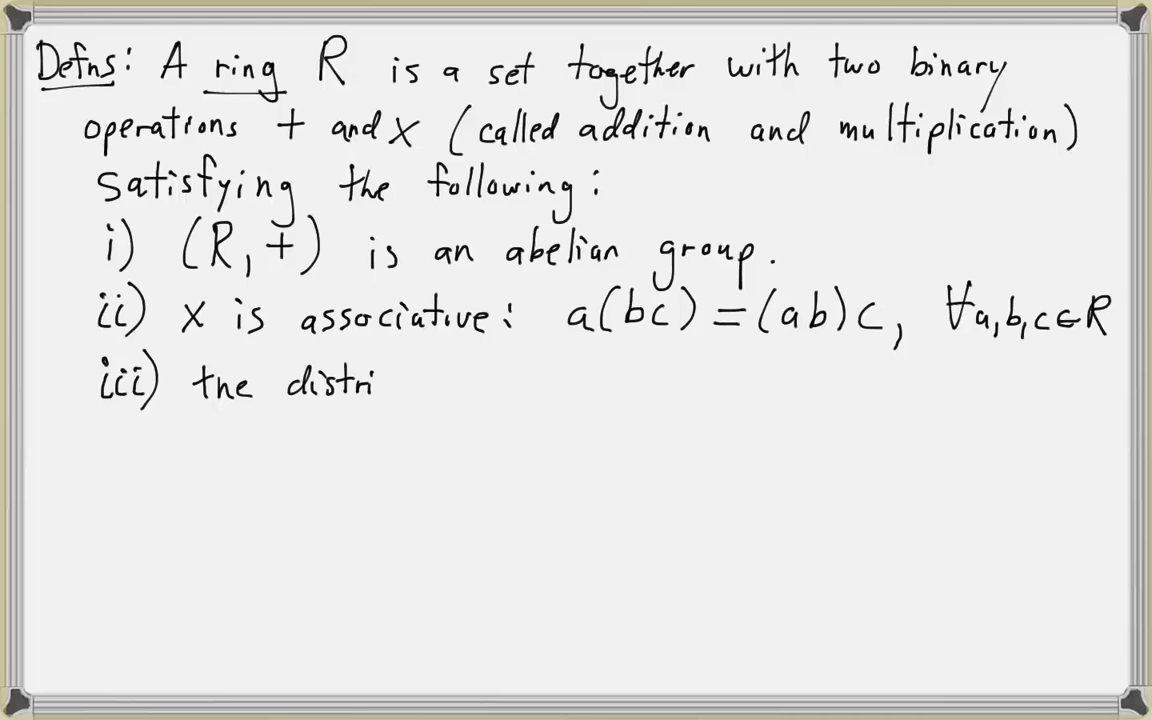 Defns: A ring R is a set together with two binary
operations + and × (called addition and multiplication)
satisfying the following:
i) (R, +) is an abelian group.
ii) × is associative: a(bc) = (ab)c, ∀a,b,c∈R
iii) the distri